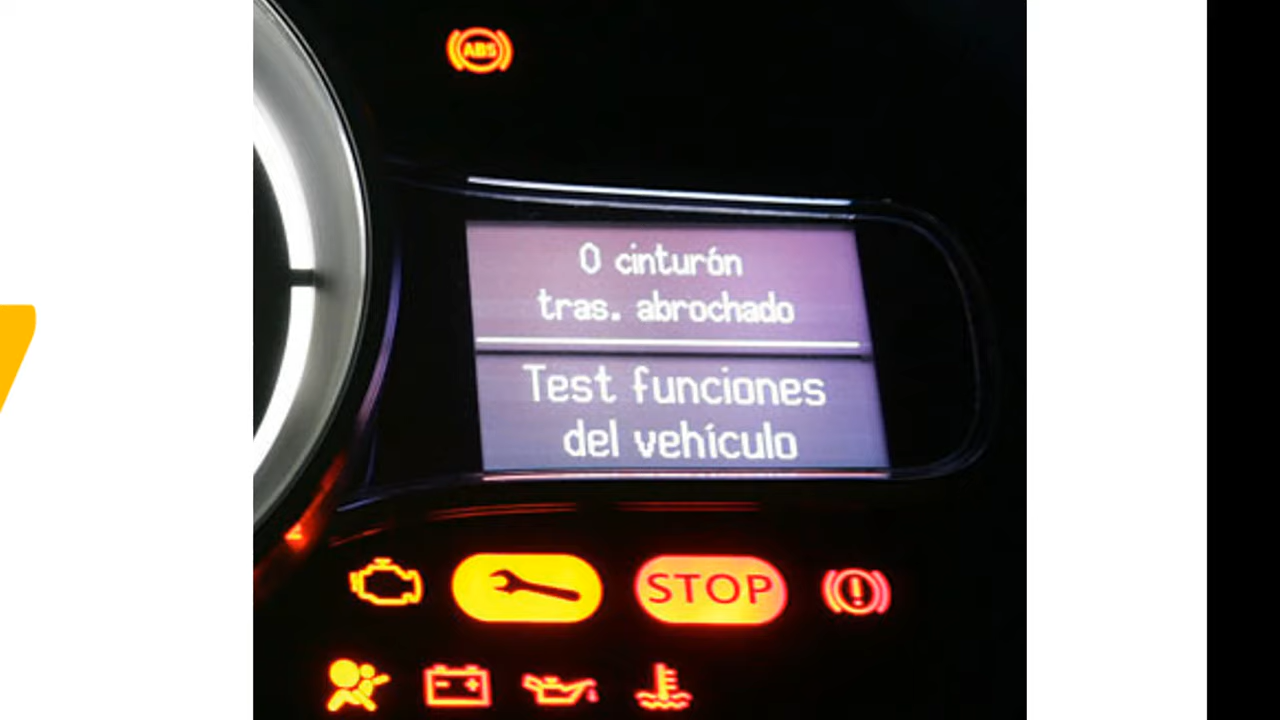 ABS
0 cinturón
tras. abrochado
Test funciones
del vehículo
STOP